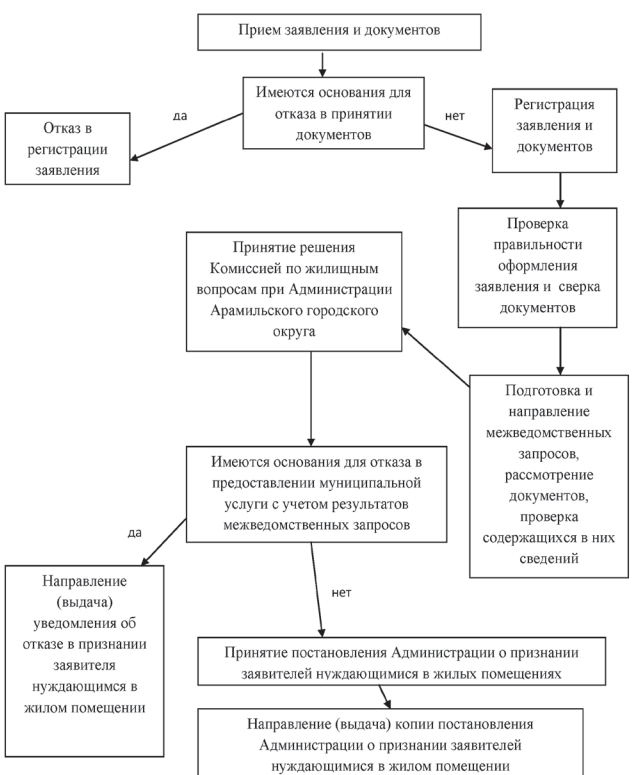 Прием заявления и документов
Имеются основания для
отказа в принятии
документов
да
нет
Отказ в
регистрации
заявления
Регистрация
заявления и
документов
Проверка
правильности
оформления
заявления и сверка
документов
Подготовка и
направление
межведомственных
запросов,
рассмотрение
документов,
проверка
содержащихся в них
сведений
Принятие решения
Комиссией по жилищным
вопросам при Администрации
Арамильского городского
округа
Имеются основания для отказа в
предоставлении муниципальной
услуги с учетом результатов
межведомственных запросов
да
нет
Направление
(выдача)
уведомления об
отказе в признании
заявителя
нуждающимся в
жилом помещении
Принятие постановления Администрации о признании
заявителей нуждающимися в жилых помещениях
Направление (выдача) копии постановления
Администрации о признании заявителей
нуждающимися в жилом помещении